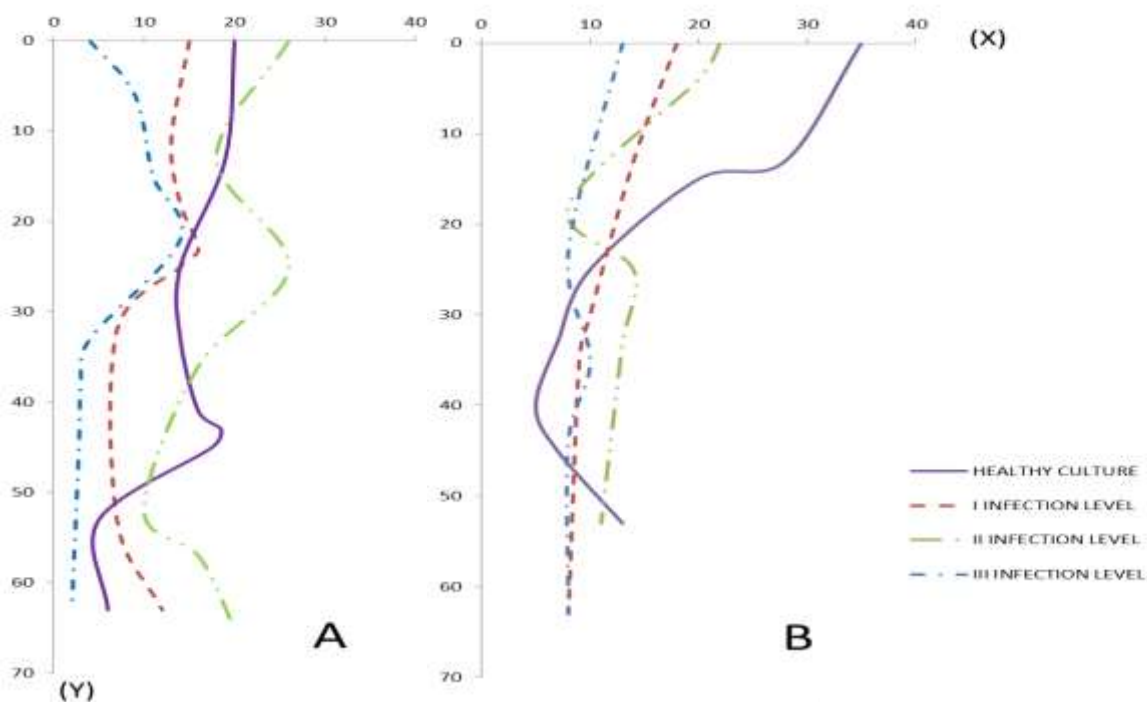 0 10 20 30 40
0 10 20 30 40
(X)
0
10
20
30
40
50
60
70
(Y)
A
0
10
20
30
40
50
60
70
B
HEALTHY CULTURE
I INFECTION LEVEL
II INFECTION LEVEL
III INFECTION LEVEL